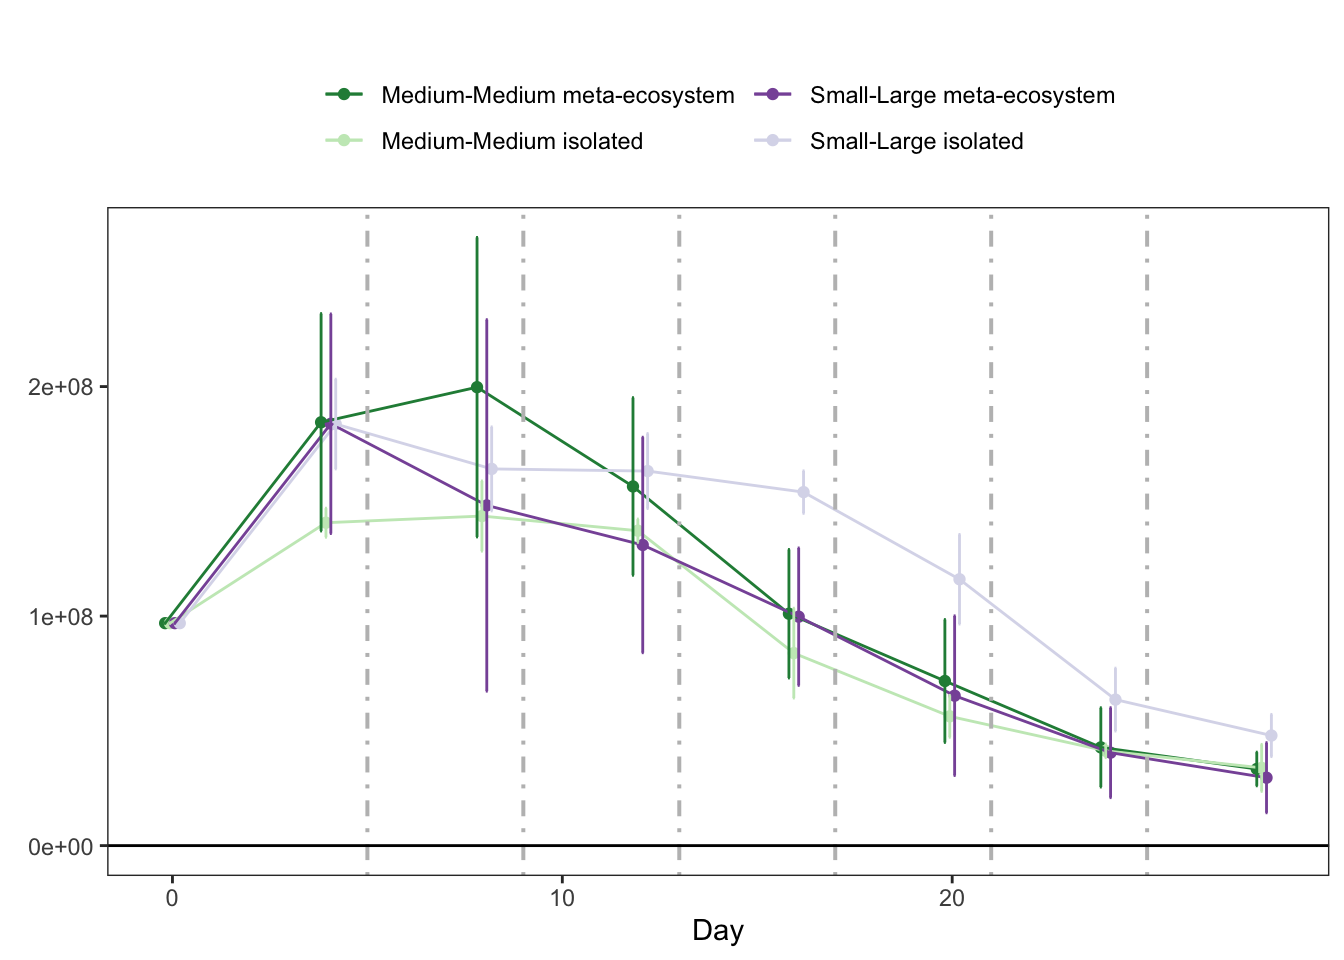 Medium-Medium meta-ecosystem Small-Large meta-ecosystem
Medium-Medium isolated Small-Large isolated
2e+08
1e+08
0e+00
0 10 20
Day